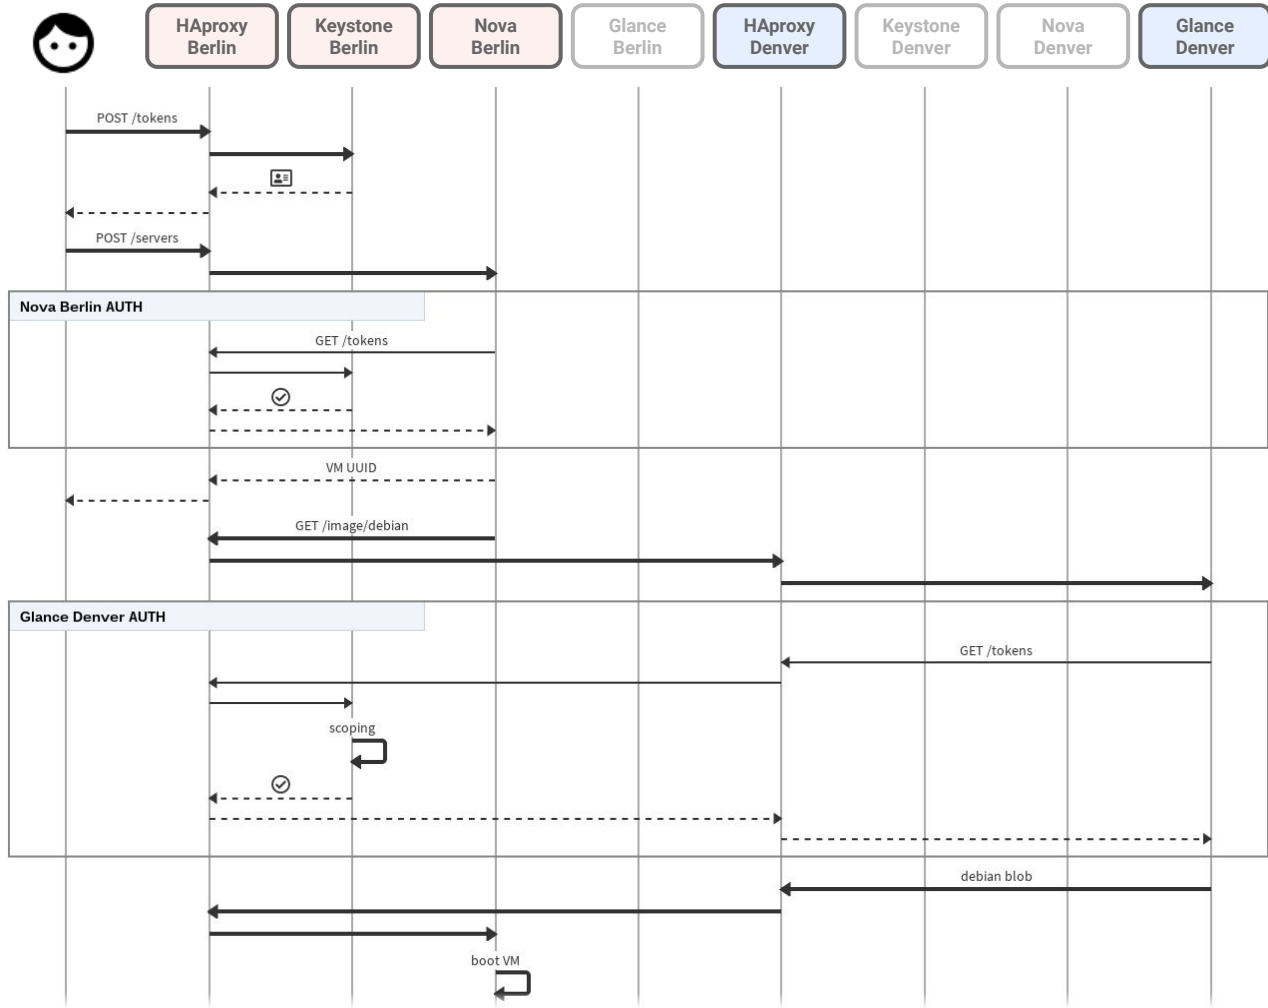 HAproxy
Berlin
Keystone
Berlin
Nova
Berlin
Glance
Berlin
HAproxy
Denver
Keystone
Denver
Nova
Denver
Glance
Denver
POST /tokens
POST /servers
Nova Berlin AUTH
GET /tokens
VM UUID
GET /image/debian
Glance Denver AUTH
GET /tokens
scoping
debian blob
boot VM